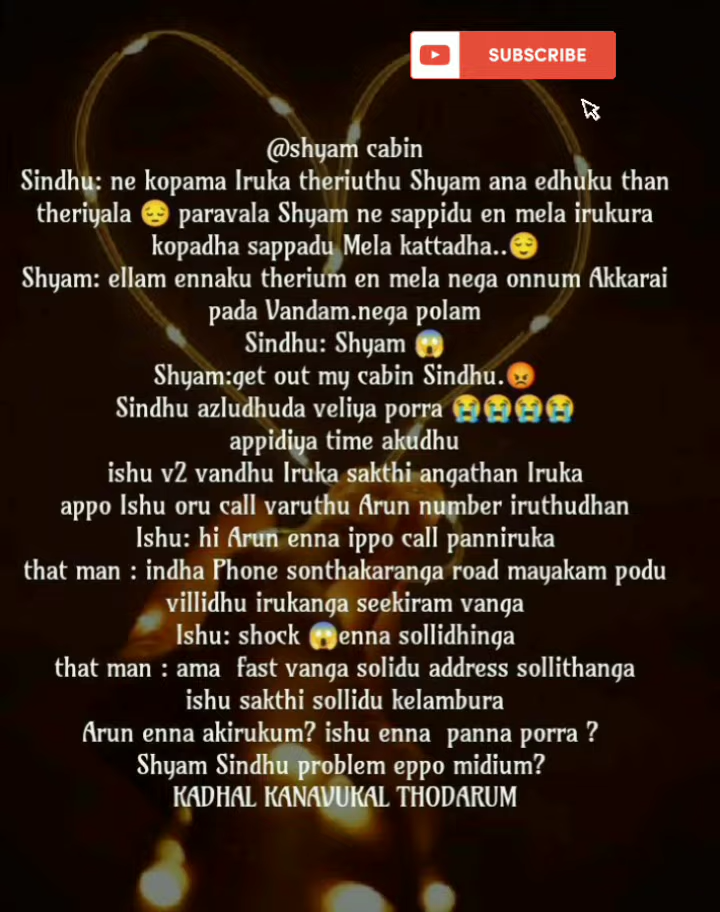 SUBSCRIBE
@shyam cabin
Sindhu: ne kopama Iruka theriuthu Shyam ana edhuku than
theriyala 😔 paravala Shyam ne sappidu en mela irukura
kopadha sappadu Mela kattadha..😌
Shyam: ellam ennaku therium en mela nega onnum Akkarai
pada Vandam.nega polam
Sindhu: Shyam 😱
Shyam:get out my cabin Sindhu.😡
Sindhu azludhuda veliya porra 😭😭😭😭
appidiya time akudhu
ishu v2 vandhu Iruka sakthi angathan Iruka
appo Ishu oru call varuthu Arun number iruthudhan
Ishu: hi Arun enna ippo call panniruka
that man : indha Phone sonthakaranga road mayakam podu
villidhu irukanga seekiram vanga
Ishu: shock 😱enna sollidhinga
that man : ama fast vanga solidu address sollithanga
ishu sakthi sollidu kelambura
Arun enna akirukum? ishu enna panna porra ?
Shyam Sindhu problem eppo midium?
KADHAL KANAVUKAL THODARUM